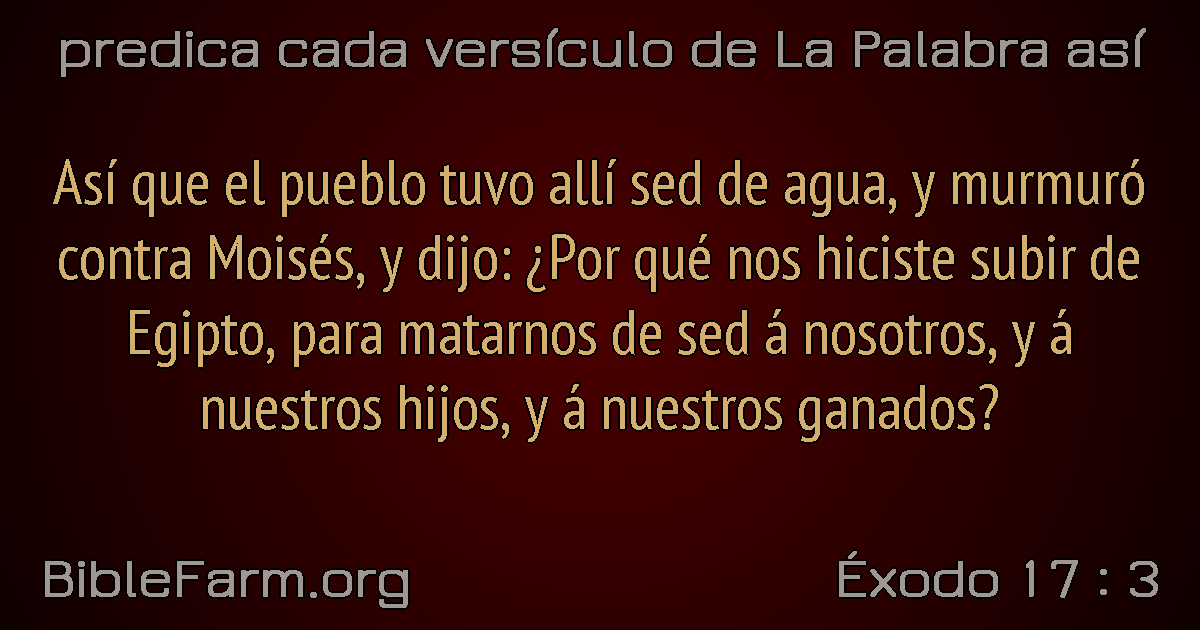 predica cada versículo de La Palabra así
Así que el pueblo tuvo allí sed de agua, y murmuró
contra Moisés, y dijo: ¿Por qué nos hiciste subir de
Egipto, para matarnos de sed á nosotros, y á
nuestros hijos, y á nuestros ganados?
BibleFarm.org
Éxodo 17 : 3